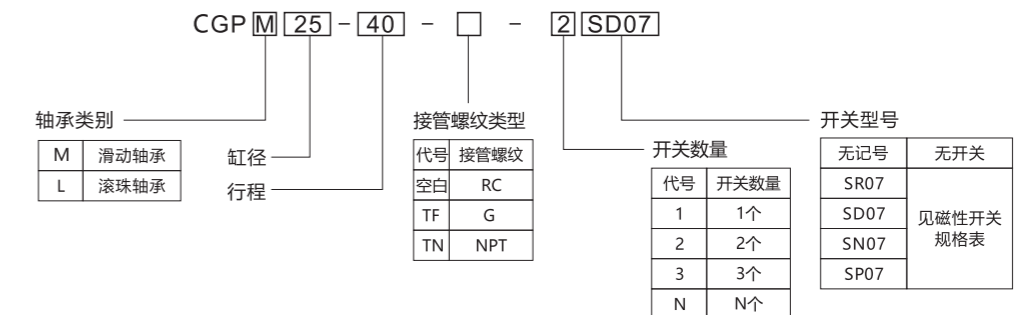 CGP M 25 - 40 - - 2 SD07
轴承类别
M 滑动轴承
L 滚珠轴承
缸径
行程
接管螺纹类型
代号 接管螺纹
空白 RC
TF G
TN NPT
开关数量
代号 开关数量
1 1个
2 2个
3 3个
N N个
开关型号
无记号 无开关
SR07
SD07
SN07
SP07
见磁性开关
规格表